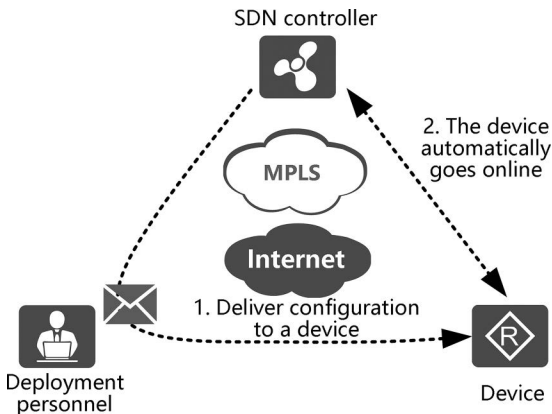 SDN controller
2. The device
automatically
goes online
MPLS
Internet
1. Deliver configuration
to a device
R
Deployment
personnel
Device